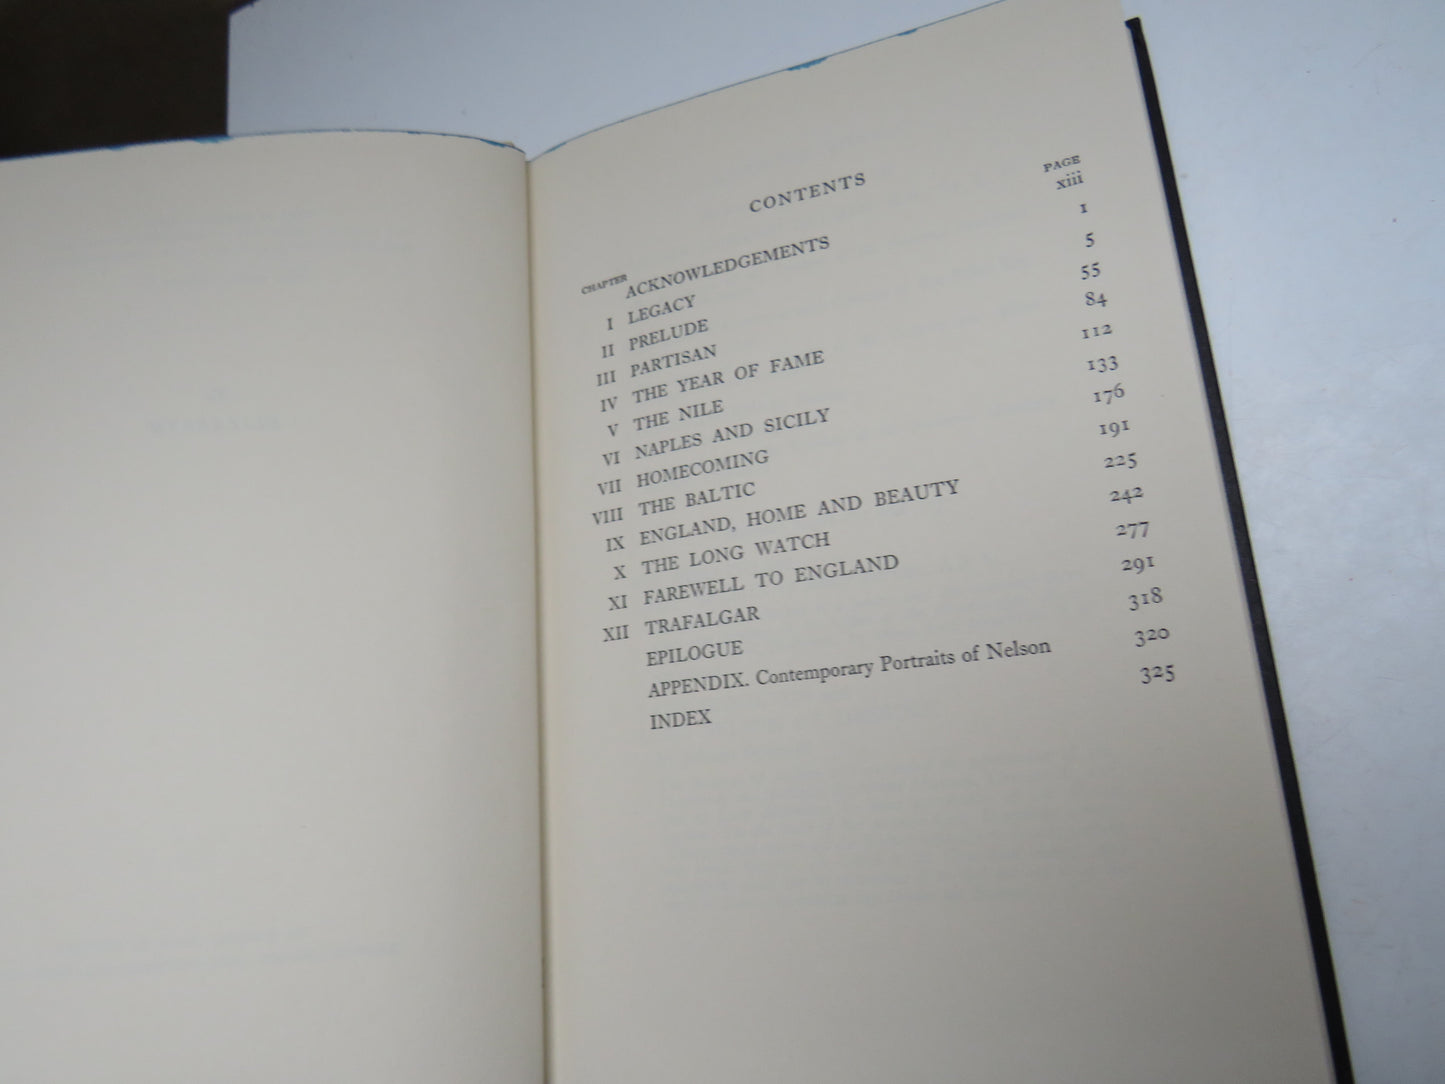 CONTENTS
CHAPTER PAGE
ACKNOWLEDGEMENTS xiii
I LEGACY 1
II PRELUDE 5
III PARTISAN 55
IV THE YEAR OF FAME 84
V THE NILE 112
VI NAPLES AND SICILY 133
VII HOMECOMING 176
VIII THE BALTIC 191
IX ENGLAND, HOME AND BEAUTY 225
X THE LONG WATCH 242
XI FAREWELL TO ENGLAND 277
XII TRAFALGAR 291
EPILOGUE 318
APPENDIX. Contemporary Portraits of Nelson 320
INDEX 325